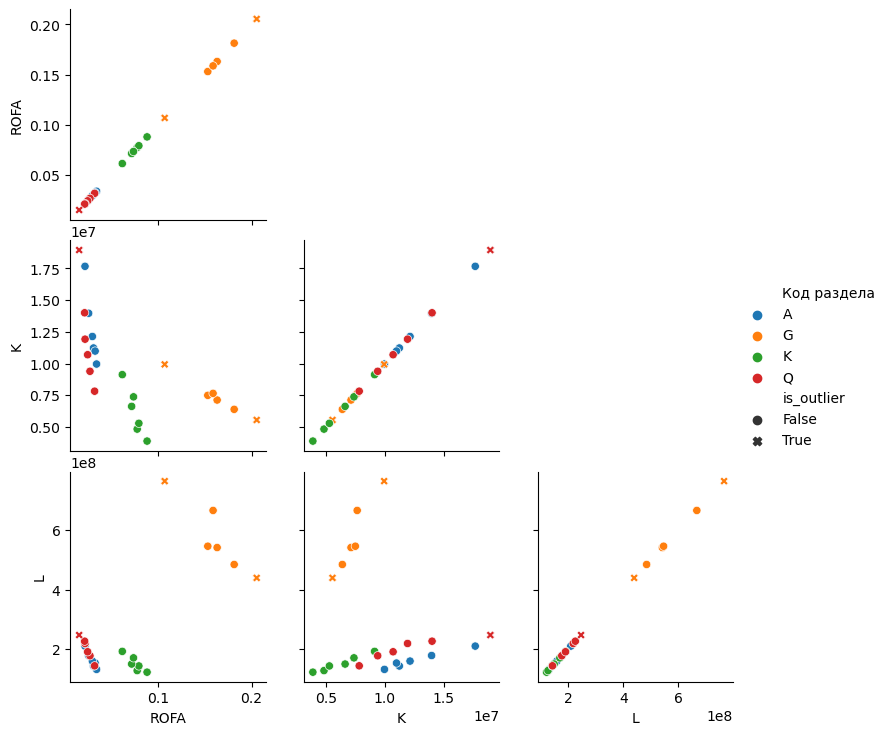 0.20
0.15
ROFA
0.10
0.05
1e7
1.75
1.50
1.25
K
1.00
0.75
0.50
Код раздела
A
G
K
Q
is_outlier
False
True
1e8
6
L
4
2
0.1 0.2 0.5 1.0 1.5 2 4 6
1e7 1e8
ROFA K L